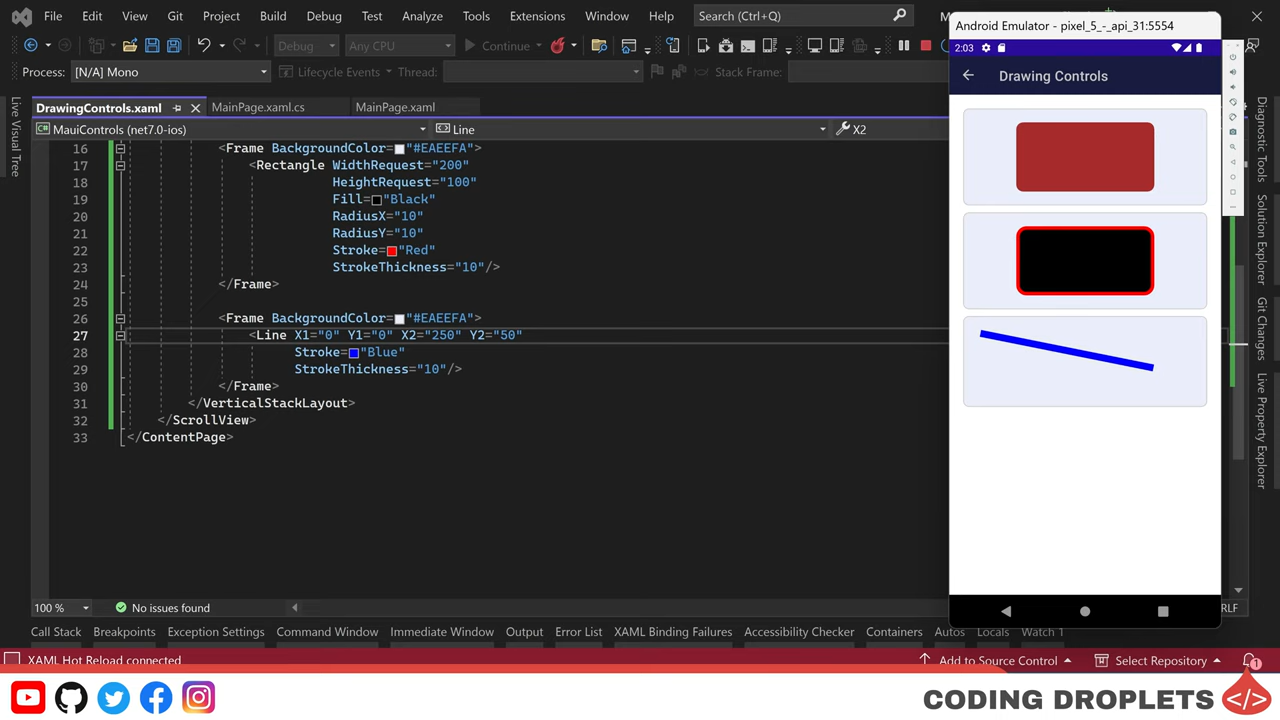 File Edit View Git Project Build Debug Test Analyze Tools Extensions Window Help Search (Ctrl+Q)
Debug Any CPU Continue
Process: [N/A] Mono Lifecycle Events Thread: Stack Frame:
DrawingControls.xaml MainPage.xaml.cs MainPage.xaml
MauiControls (net7.0-ios) Line X2
16 <Frame BackgroundColor="#EAEEFA">
17 <Rectangle WidthRequest="200"
18 HeightRequest="100"
19 Fill="Black"
20 RadiusX="10"
21 RadiusY="10"
22 Stroke="Red"
23 StrokeThickness="10"/>
24 </Frame>
25
26 <Frame BackgroundColor="#EAEEFA">
27 <Line X1="0" Y1="0" X2="250" Y2="50"
28 Stroke="Blue"
29 StrokeThickness="10"/>
30 </Frame>
31 </VerticalStackLayout>
32 </ScrollView>
33 </ContentPage>
100 % No issues found
RLF
Call Stack Breakpoints Exception Settings Command Window Immediate Window Output Error List XAML Binding Failures Accessibility Checker Containers Autos Locals Watch 1
XAML Hot Reload connected Add to Source Control Select Repository 1
Live Visual Tree
Android Emulator - pixel_5_-_api_31:5554
2:03
Drawing Controls
Diagnostic Tools
Solution Explorer
Git Changes
Live Property Explorer
CODING DROPLETS